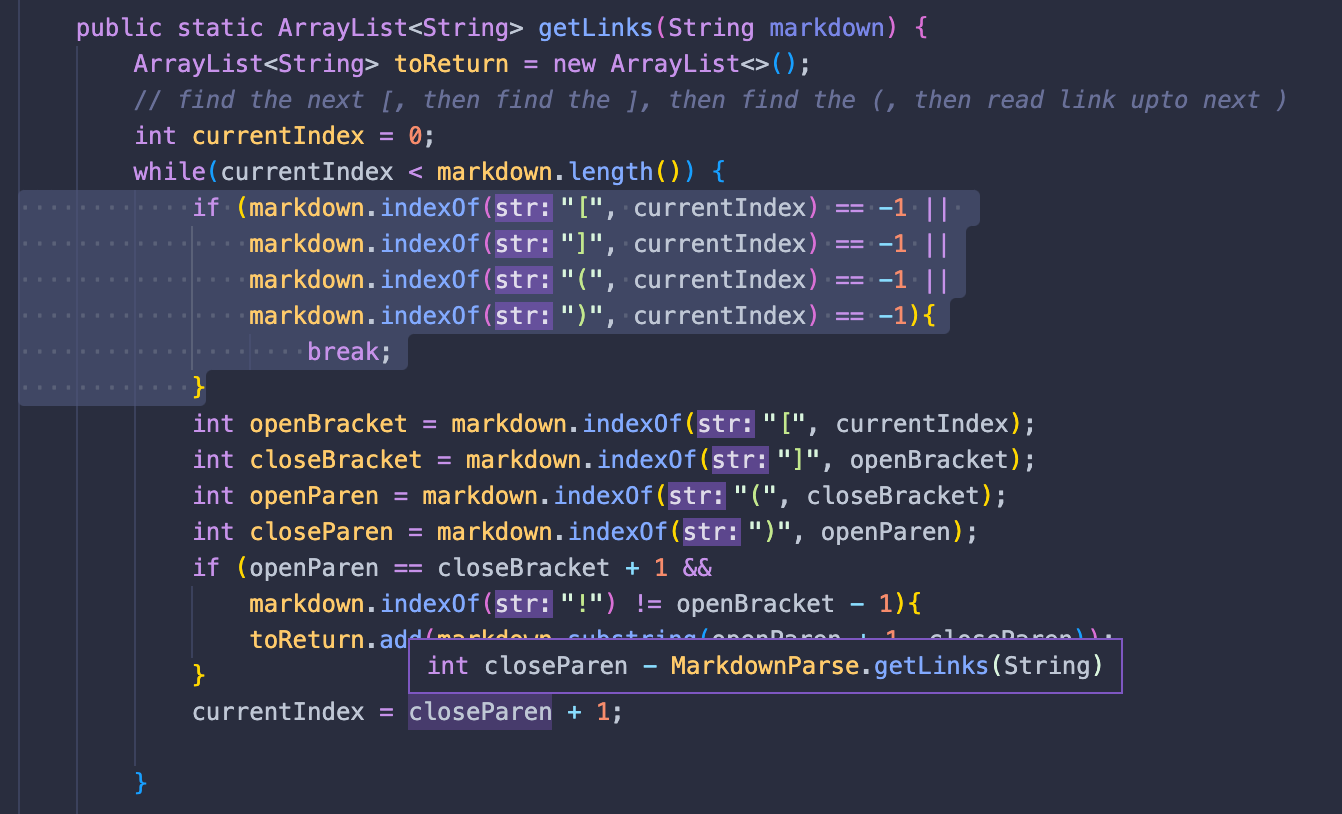 public static ArrayList<String> getLinks(String markdown) {
ArrayList<String> toReturn = new ArrayList<>();
// find the next [, then find the ], then find the (, then read link upto next )
int currentIndex = 0;
while(currentIndex < markdown.length()) {
if (markdown.indexOf(str:"[", currentIndex) == -1 ||
markdown.indexOf(str:"]", currentIndex) == -1 ||
markdown.indexOf(str:"(", currentIndex) == -1 ||
markdown.indexOf(str:")", currentIndex) == -1){
break;
}
int openBracket = markdown.indexOf(str:"[", currentIndex);
int closeBracket = markdown.indexOf(str:"]", openBracket);
int openParen = markdown.indexOf(str:"(", closeBracket);
int closeParen = markdown.indexOf(str:")", openParen);
if (openParen == closeBracket + 1 &&
markdown.indexOf(str:"!") != openBracket - 1){
toReturn.add(markdown.substring(openParen + 1, closeParen));
}
int closeParen - MarkdownParse.getLinks(String)
currentIndex = closeParen + 1;
}